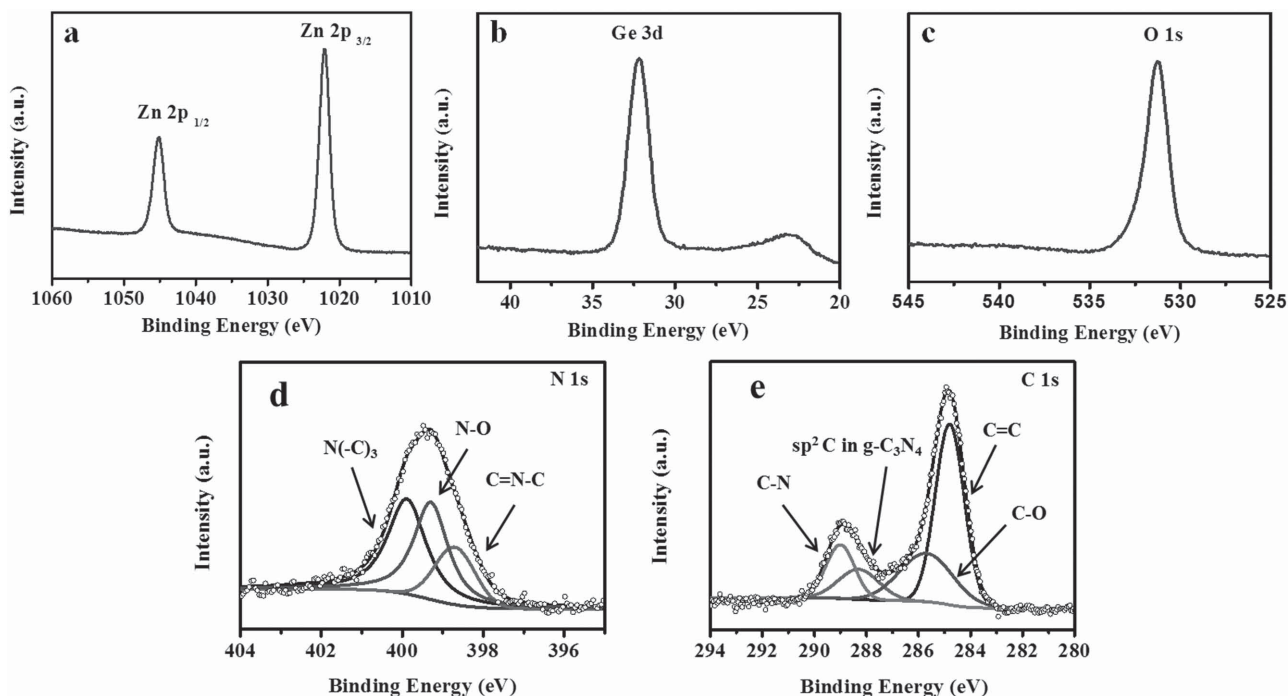 a
Zn 2p 3/2
Zn 2p 1/2
Intensity (a.u.)
1060 1050 1040 1030 1020 1010
Binding Energy (eV)
b
Ge 3d
Intensity (a.u.)
40 35 30 25 20
Binding Energy (eV)
c
O 1s
Intensity (a.u.)
545 540 535 530 525
Binding Energy (eV)
d
N 1s
N(-C)3
N-O
C=N-C
Intensity (a.u.)
404 402 400 398 396
Binding Energy (eV)
e
C 1s
sp2 C in g-C3N4
C=C
C-N
C-O
Intensity (a.u.)
294 292 290 288 286 284 282 280
Binding Energy (eV)